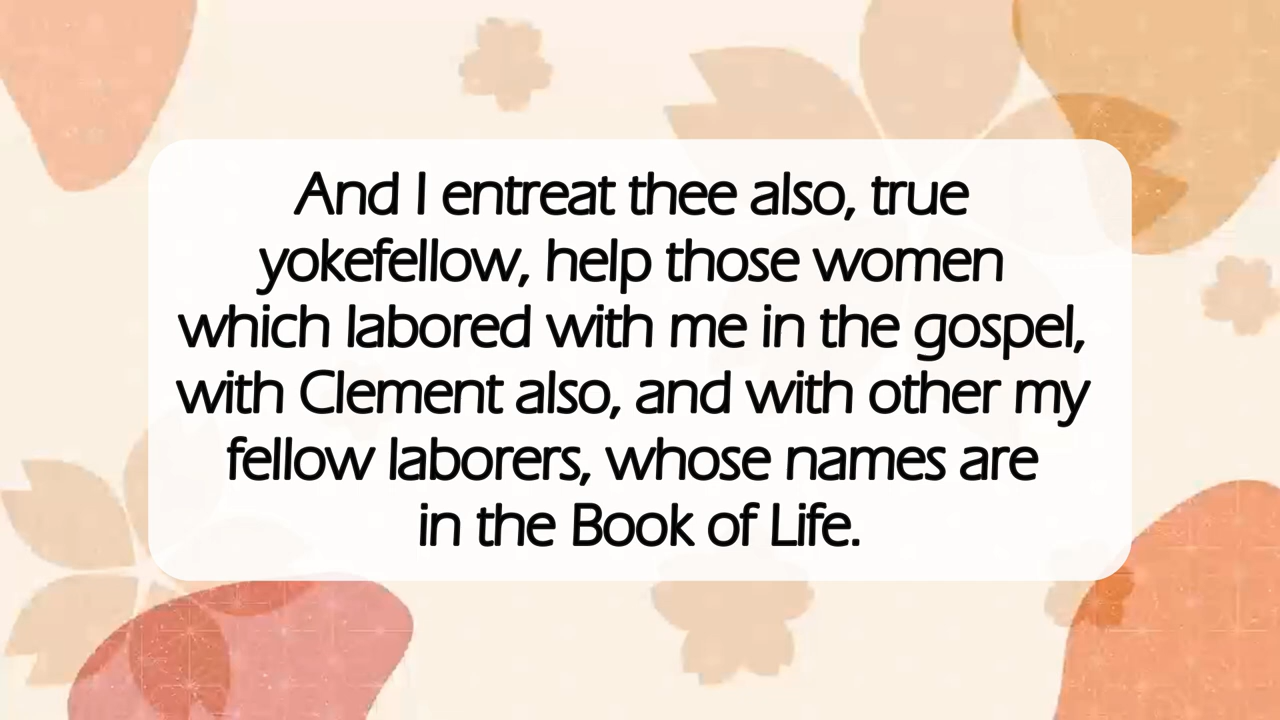 And I entreat thee also, true
yokefellow, help those women
which labored with me in the gospel,
with Clement also, and with other my
fellow laborers, whose names are
in the Book of Life.